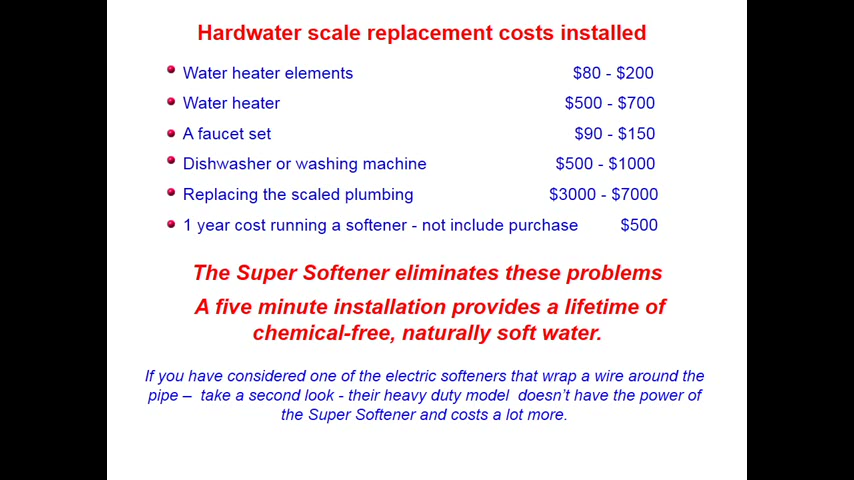 Hardwater scale replacement costs installed
Water heater elements $80 - $200
Water heater $500 - $700
A faucet set $90 - $150
Dishwasher or washing machine $500 - $1000
Replacing the scaled plumbing $3000 - $7000
1 year cost running a softener - not include purchase $500
The Super Softener eliminates these problems
A five minute installation provides a lifetime of
chemical-free, naturally soft water.
If you have considered one of the electric softeners that wrap a wire around the
pipe – take a second look - their heavy duty model doesn't have the power of
the Super Softener and costs a lot more.